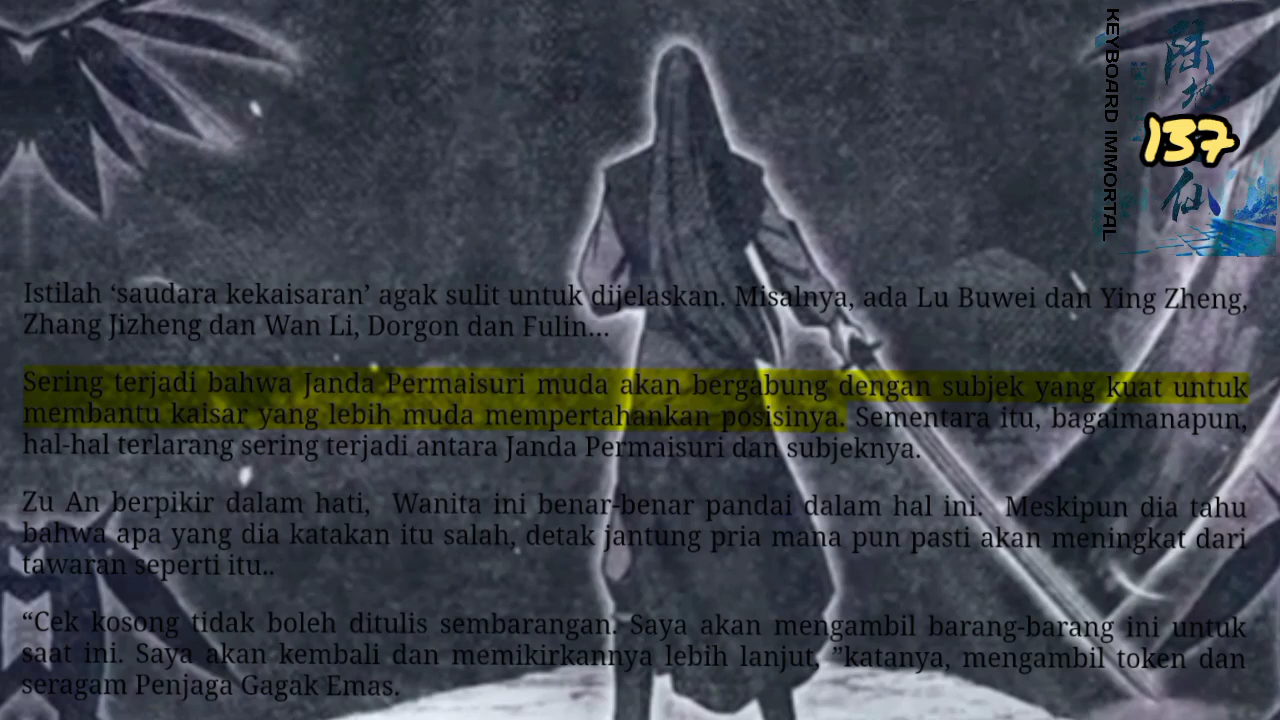 KEYBOARD IMMORTAL
陆地
137
仙
Istilah ‘saudara kekaisaran’ agak sulit untuk dijelaskan. Misalnya, ada Lu Buwei dan Ying Zheng,
Zhang Jizheng dan Wan Li, Dorgon dan Fulin...
Sering terjadi bahwa Janda Permaisuri muda akan bergabung dengan subjek yang kuat untuk
membantu kaisar yang lebih muda mempertahankan posisinya. Sementara itu, bagaimanapun,
hal-hal terlarang sering terjadi antara Janda Permaisuri dan subjeknya.
Zu An berpikir dalam hati, Wanita ini benar-benar pandai dalam hal ini. Meskipun dia tahu
bahwa apa yang dia katakan itu salah, detak jantung pria mana pun pasti akan meningkat dari
tawaran seperti itu..
“Cek kosong tidak boleh ditulis sembarangan. Saya akan mengambil barang-barang ini untuk
saat ini. Saya akan kembali dan memikirkannya lebih lanjut, ”katanya, mengambil token dan
seragam Penjaga Gagak Emas.